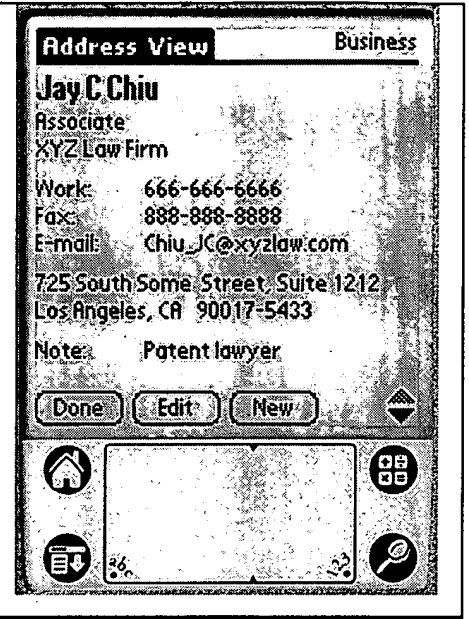 Address View Business
Jay C Chiu
Associate
XYZ Law Firm
Work: 666-666-6666
Fax: 888-888-8888
E-mail: Chiu_JC@xyzlaw.com
725 South Some Street, Suite 1212
Los Angeles, CA 90017-5433
Note: Patent lawyer
Done Edit New
abc 123